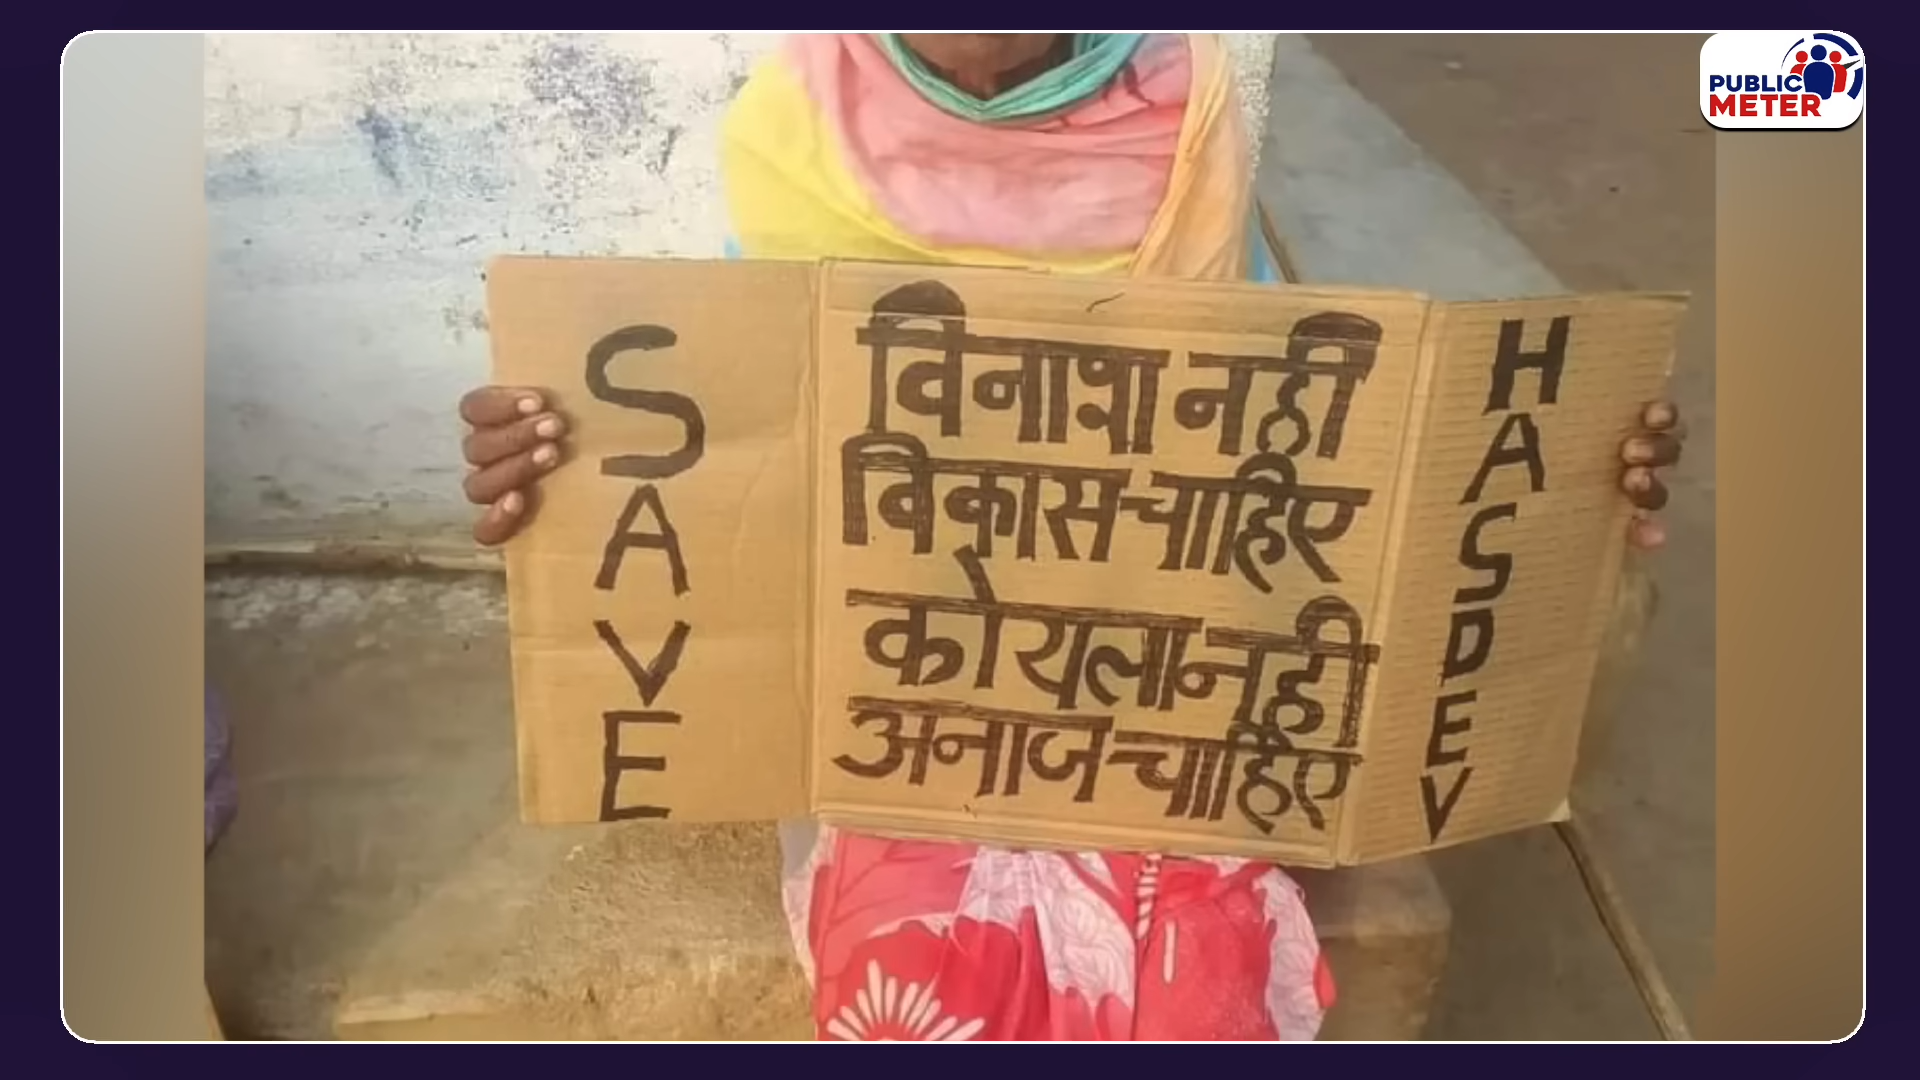 PUBLIC
METER
SAVE
विनाश नही
विकास चाहिए
कोयला नही
अनाज चाहिए
HASDEV